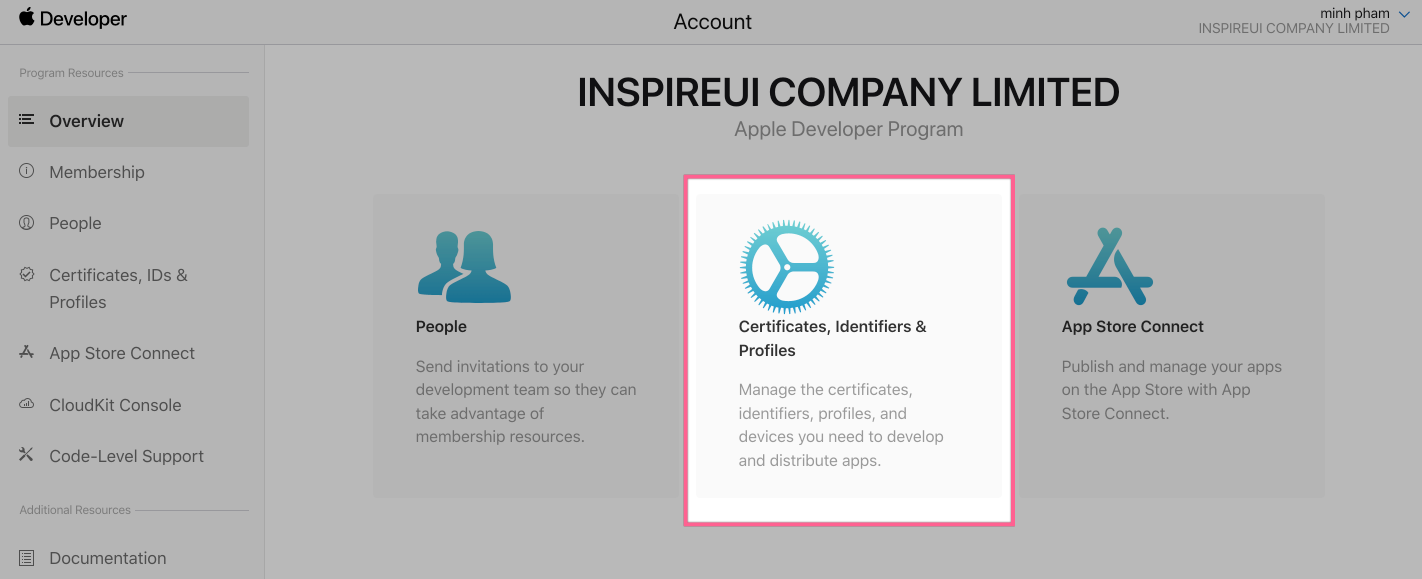 Developer
Account
minh pham
INSPIREUI COMPANY LIMITED
Program Resources
Overview
Membership
People
Certificates, IDs &
Profiles
App Store Connect
CloudKit Console
Code-Level Support
Additional Resources
Documentation
INSPIREUI COMPANY LIMITED
Apple Developer Program
People
Send invitations to your
development team so they can
take advantage of
membership resources.
Certificates, Identifiers &
Profiles
Manage the certificates,
identifiers, profiles, and
devices you need to develop
and distribute apps.
App Store Connect
Publish and manage your apps
on the App Store with App
Store Connect.